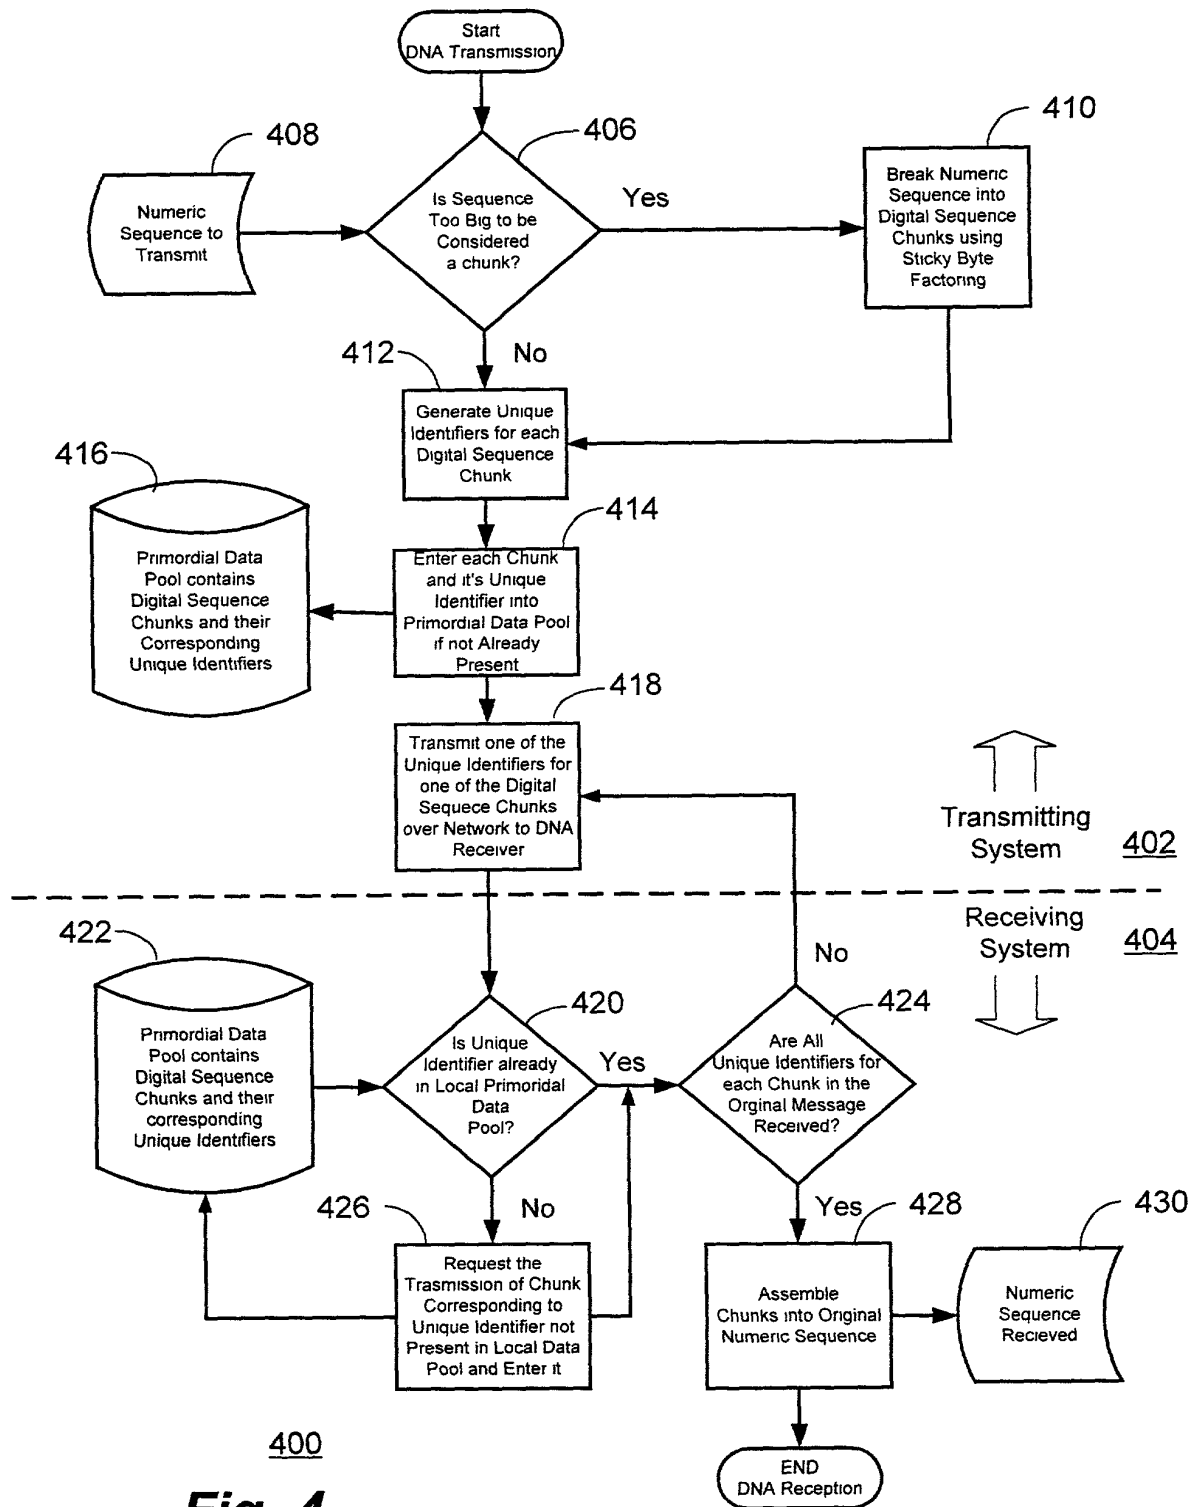 Start
DNA Transmission
408
406
410
Numeric
Sequence to
Transmit
Is Sequence
Too Big to be
Considered
a chunk?
Yes
Break Numeric
Sequence into
Digital Sequence
Chunks using
Sticky Byte
Factoring
No
412
Generate Unique
Identifiers for each
Digital Sequence
Chunk
416
414
Primordial Data
Pool contains
Digital Sequence
Chunks and their
Corresponding
Unique Identifiers
Enter each Chunk
and it's Unique
Identifier into
Primordial Data Pool
if not Already
Present
418
Transmit one of the
Unique Identifiers for
one of the Digital
Sequece Chunks
over Network to DNA
Receiver
Transmitting
System
402
Receiving
System
404
422
No
420
424
Primordial Data
Pool contains
Digital Sequence
Chunks and their
corresponding
Unique Identifiers
Is Unique
Identifier already
in Local Primoridal
Data
Pool?
Yes
Are All
Unique Identifiers for
each Chunk in the
Orginal Message
Received?
No
Yes
426
428
430
Request the
Trasmission of Chunk
Corresponding to
Unique Identifier not
Present in Local Data
Pool and Enter it
Assemble
Chunks into Original
Numeric Sequence
Numeric
Sequence
Recieved
400
END
DNA Reception
Fig. 4